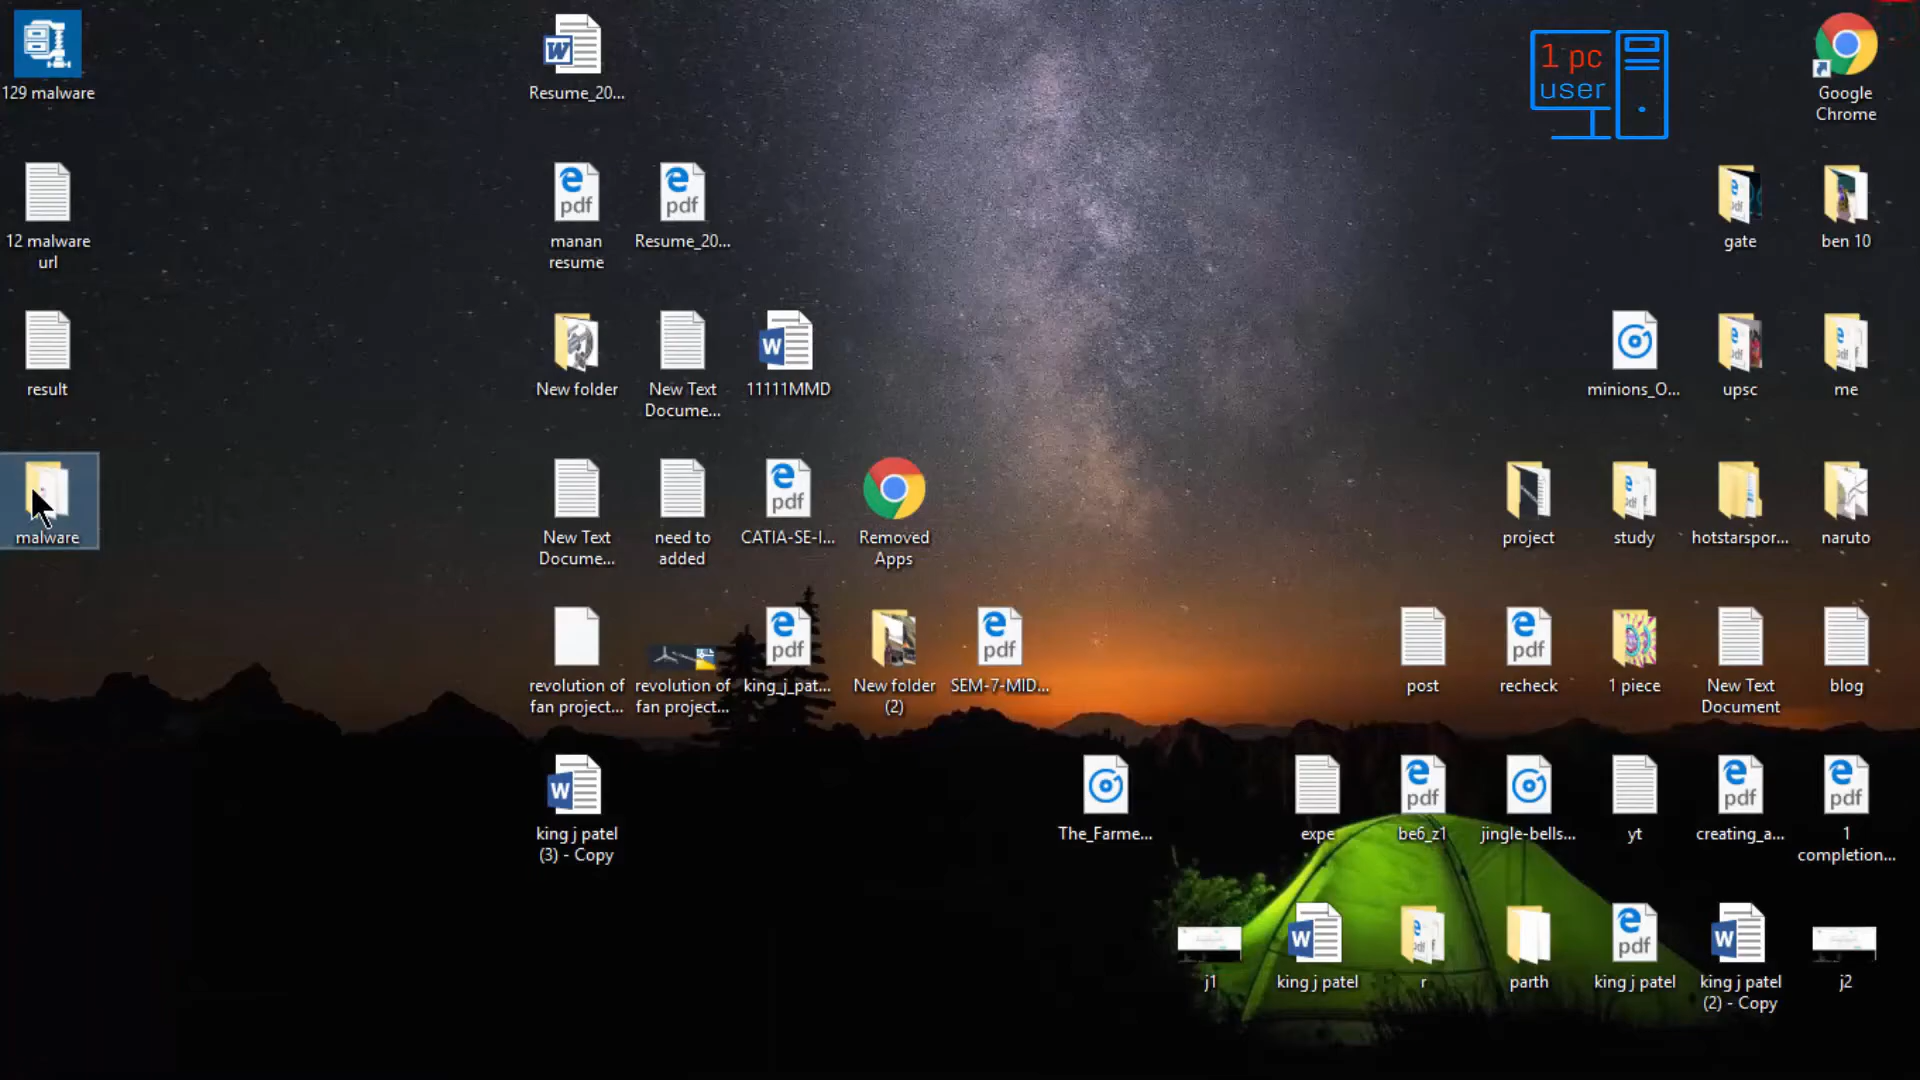 129 malware
Resume_20...
1 pc
user
Google
Chrome
12 malware
url
manan
resume
Resume_20...
gate
ben 10
result
New folder
New Text
Docume...
11111MMD
minions_O...
upsc
me
malware
New Text
Docume...
need to
added
CATIA-SE-I...
Removed
Apps
project
study
hotstarspor...
naruto
revolution of
fan project...
revolution of
fan project...
king_j_pat...
New folder
(2)
SEM-7-MID...
post
recheck
1 piece
New Text
Document
blog
king j patel
(3) - Copy
The_Farme...
expe
be6_z1
jingle-bells...
yt
creating_a...
1
completion...
j1
king j patel
r
parth
king j patel
king j patel
(2) - Copy
j2